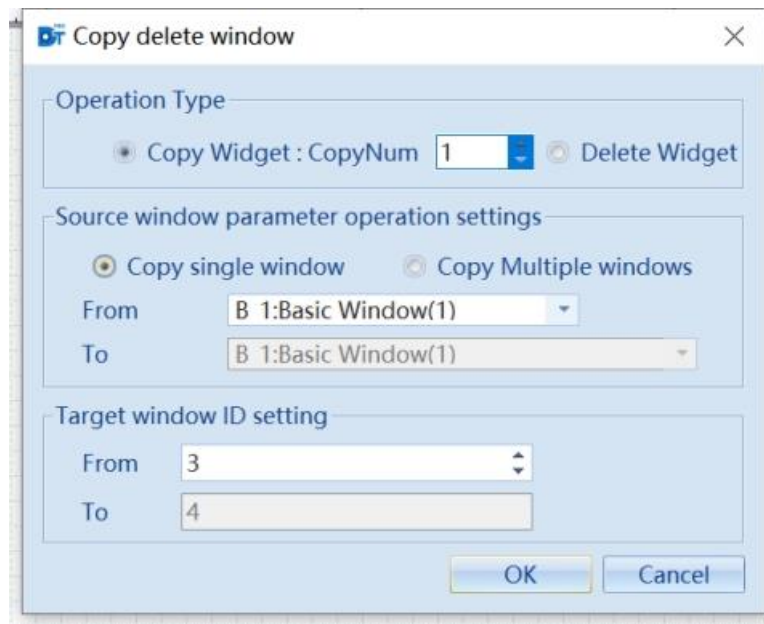 Copy delete window
Operation Type
Copy Widget : CopyNum 1 Delete Widget
Source window parameter operation settings
Copy single window Copy Multiple windows
From B 1:Basic Window(1)
To B 1:Basic Window(1)
Target window ID setting
From 3
To 4
OK Cancel